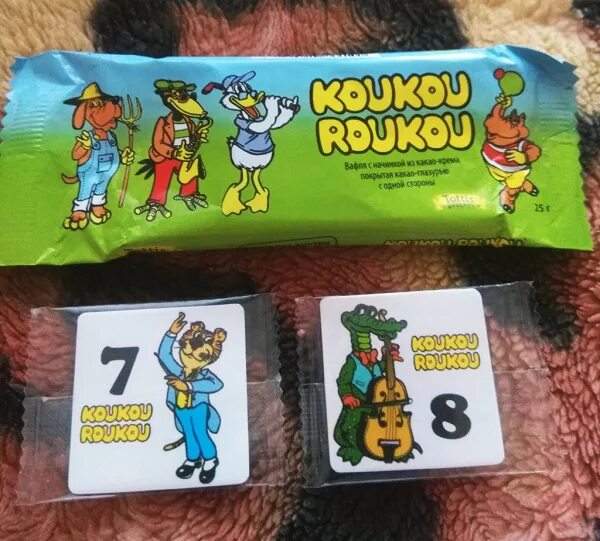 KOUKOU
ROUKOU
Вафля с начинкой из какао-крема
покрытая какао-глазурью
с одной стороны
Tottis
25 г
7
KOUKOU
ROUKOU
KOUKOU
ROUKOU
8